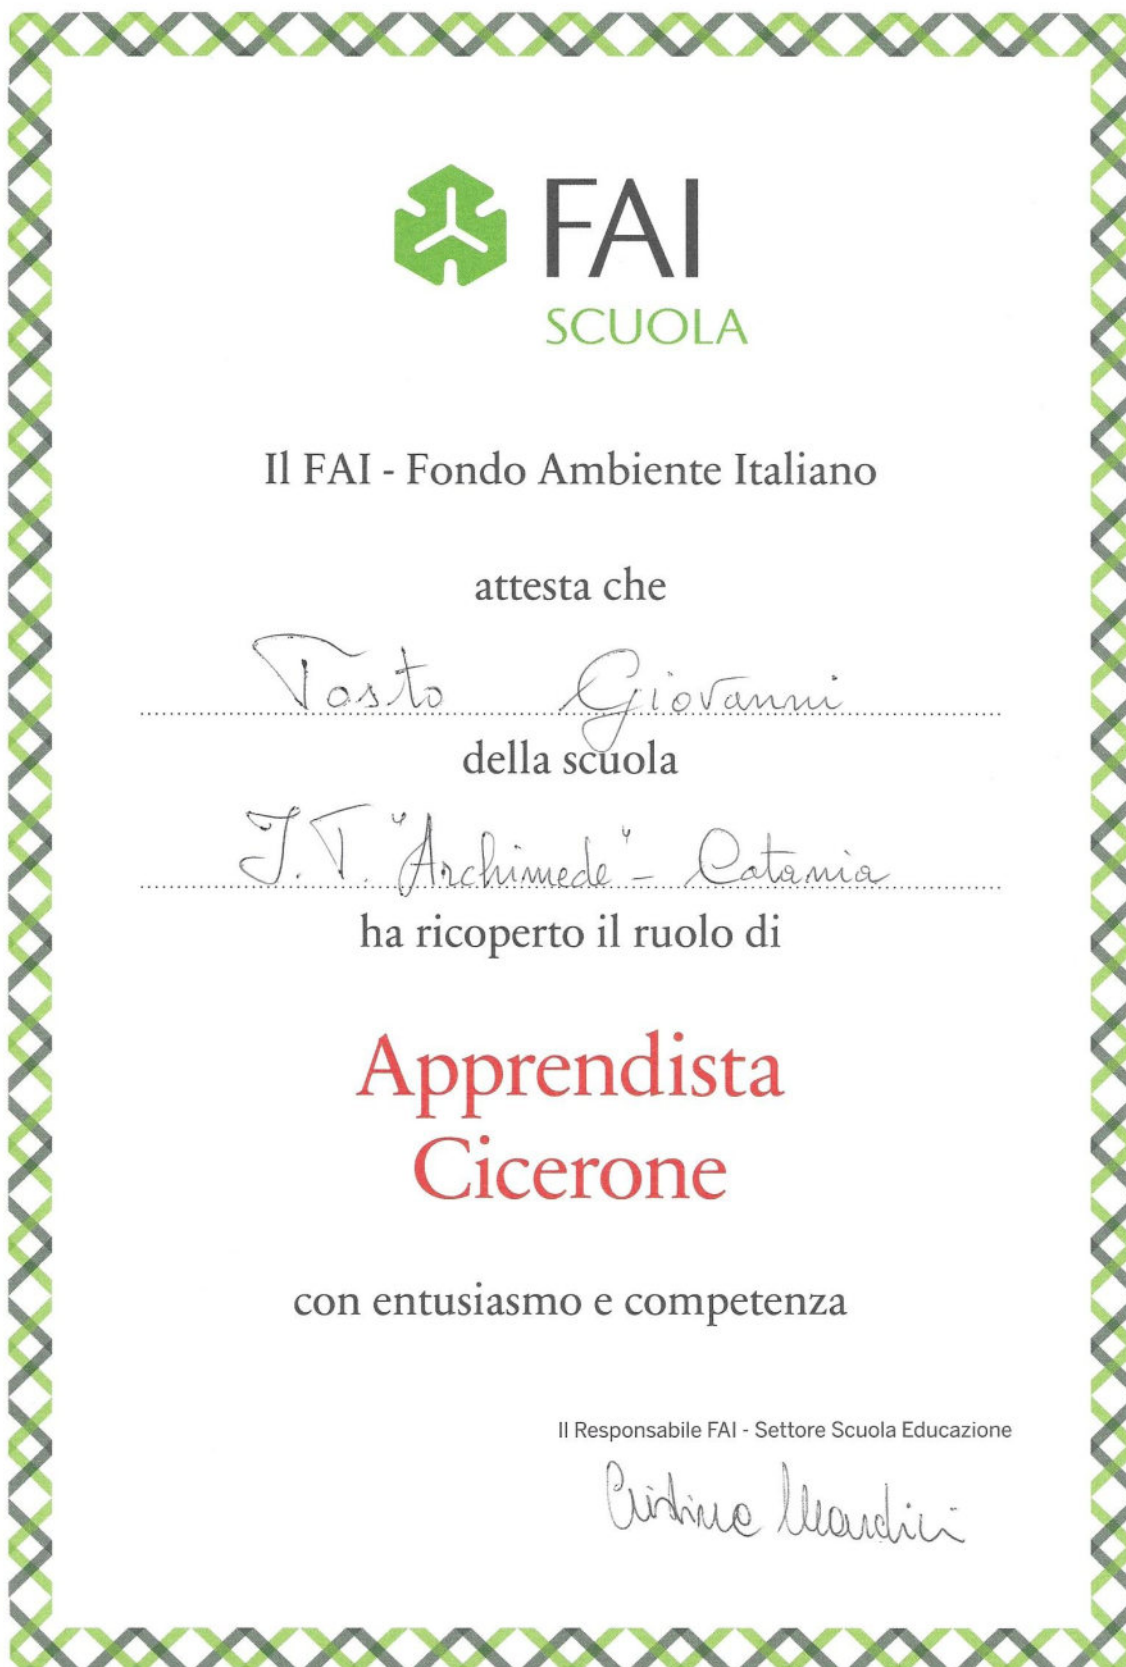 FAI
SCUOLA
Il FAI - Fondo Ambiente Italiano
attesta che
Tosto Giovanni
della scuola
I.T. "Archimede" - Catania
ha ricoperto il ruolo di
Apprendista
Cicerone
con entusiasmo e competenza
Il Responsabile FAI - Settore Scuola Educazione
Cristina